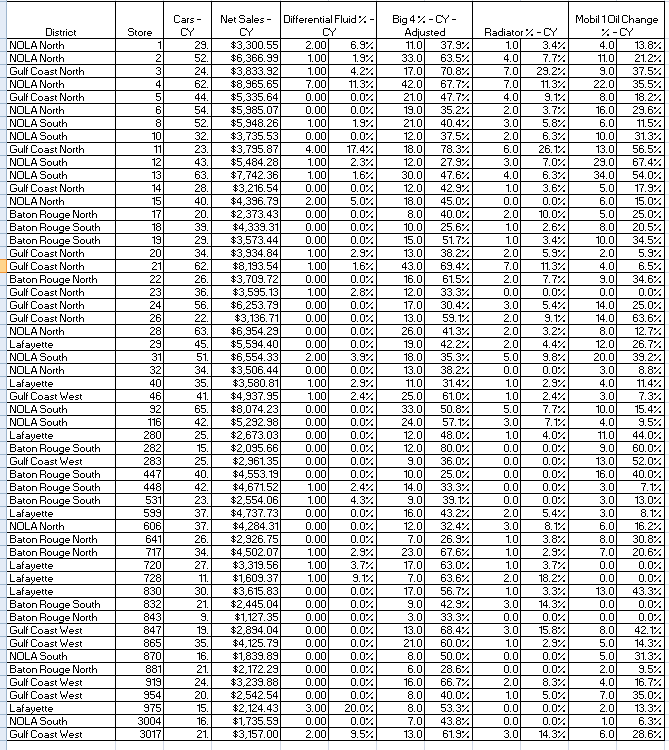 Cars - Net Sales - Differential Fluid % - Big 4 % - CY - Mobil 1 Oil Change
District Store CY CY CY Adjusted Radiator % - CY % - CY
NOLA North 1 29. $3,300.55 2.00 6.9% 11.0 37.9% 1.0 3.4% 4.0 13.8%
NOLA North 2 52. $6,366.99 1.00 1.9% 33.0 63.5% 4.0 7.7% 11.0 21.2%
Gulf Coast North 3 24. $3,833.92 1.00 4.2% 17.0 70.8% 7.0 29.2% 9.0 37.5%
NOLA North 4 62. $8,965.65 7.00 11.3% 42.0 67.7% 7.0 11.3% 22.0 35.5%
Gulf Coast North 5 44. $5,335.64 0.00 0.0% 21.0 47.7% 4.0 9.1% 8.0 18.2%
NOLA North 6 54. $5,985.07 0.00 0.0% 19.0 35.2% 2.0 3.7% 16.0 29.6%
NOLA South 8 52. $5,948.26 1.00 1.9% 21.0 40.4% 3.0 5.8% 6.0 11.5%
NOLA South 10 32. $3,735.53 0.00 0.0% 12.0 37.5% 2.0 6.3% 10.0 31.3%
Gulf Coast North 11 23. $3,795.87 4.00 17.4% 18.0 78.3% 6.0 26.1% 13.0 56.5%
NOLA South 12 43. $5,484.28 1.00 2.3% 12.0 27.9% 3.0 7.0% 29.0 67.4%
NOLA South 13 63. $7,742.36 1.00 1.6% 30.0 47.6% 4.0 6.3% 34.0 54.0%
Gulf Coast North 14 28. $3,216.54 0.00 0.0% 12.0 42.9% 1.0 3.6% 5.0 17.9%
NOLA North 15 40. $4,396.79 2.00 5.0% 18.0 45.0% 0.0 0.0% 6.0 15.0%
Baton Rouge North 17 20. $2,373.43 0.00 0.0% 8.0 40.0% 2.0 10.0% 5.0 25.0%
Baton Rouge South 18 39. $4,339.31 0.00 0.0% 10.0 25.6% 1.0 2.6% 8.0 20.5%
Baton Rouge South 19 29. $3,573.44 0.00 0.0% 15.0 51.7% 1.0 3.4% 10.0 34.5%
Gulf Coast North 20 34. $3,934.84 1.00 2.9% 13.0 38.2% 2.0 5.9% 2.0 5.9%
Gulf Coast North 21 62. $8,193.54 1.00 1.6% 43.0 69.4% 7.0 11.3% 4.0 6.5%
Baton Rouge North 22 26. $3,709.72 0.00 0.0% 16.0 61.5% 2.0 7.7% 9.0 34.6%
Gulf Coast North 23 36. $3,595.13 1.00 2.8% 12.0 33.3% 0.0 0.0% 0.0 0.0%
Gulf Coast North 24 56. $6,253.79 0.00 0.0% 17.0 30.4% 3.0 5.4% 14.0 25.0%
Gulf Coast North 26 22. $3,136.71 0.00 0.0% 13.0 59.1% 2.0 9.1% 14.0 63.6%
NOLA North 28 63. $6,954.29 0.00 0.0% 26.0 41.3% 2.0 3.2% 8.0 12.7%
Lafayette 29 45. $5,594.40 0.00 0.0% 19.0 42.2% 2.0 4.4% 12.0 26.7%
NOLA South 31 51. $6,554.33 2.00 3.9% 18.0 35.3% 5.0 9.8% 20.0 39.2%
NOLA North 32 34. $3,506.44 0.00 0.0% 13.0 38.2% 0.0 0.0% 3.0 8.8%
Lafayette 40 35. $3,580.81 1.00 2.9% 11.0 31.4% 1.0 2.9% 4.0 11.4%
Gulf Coast West 46 41. $4,937.95 1.00 2.4% 25.0 61.0% 1.0 2.4% 3.0 7.3%
NOLA South 92 65. $8,074.23 0.00 0.0% 33.0 50.8% 5.0 7.7% 10.0 15.4%
NOLA South 116 42. $5,292.98 0.00 0.0% 24.0 57.1% 3.0 7.1% 4.0 9.5%
Lafayette 280 25. $2,673.03 0.00 0.0% 12.0 48.0% 1.0 4.0% 11.0 44.0%
Baton Rouge South 282 15. $2,095.66 0.00 0.0% 12.0 80.0% 0.0 0.0% 9.0 60.0%
Gulf Coast West 283 25. $2,961.35 0.00 0.0% 9.0 36.0% 0.0 0.0% 13.0 52.0%
Baton Rouge South 447 40. $4,553.19 0.00 0.0% 10.0 25.0% 0.0 0.0% 16.0 40.0%
Baton Rouge South 448 42. $4,671.52 1.00 2.4% 14.0 33.3% 0.0 0.0% 3.0 7.1%
Baton Rouge South 531 23. $2,554.06 1.00 4.3% 9.0 39.1% 0.0 0.0% 3.0 13.0%
Lafayette 599 37. $4,737.73 0.00 0.0% 16.0 43.2% 2.0 5.4% 3.0 8.1%
NOLA North 606 37. $4,284.31 0.00 0.0% 12.0 32.4% 3.0 8.1% 6.0 16.2%
Baton Rouge North 641 26. $2,926.75 0.00 0.0% 7.0 26.9% 1.0 3.8% 8.0 30.8%
Baton Rouge North 717 34. $4,502.07 1.00 2.9% 23.0 67.6% 1.0 2.9% 7.0 20.6%
Lafayette 720 27. $3,319.56 1.00 3.7% 17.0 63.0% 1.0 3.7% 0.0 0.0%
Lafayette 728 11. $1,609.37 1.00 9.1% 7.0 63.6% 2.0 18.2% 0.0 0.0%
Lafayette 830 30. $3,615.83 0.00 0.0% 17.0 56.7% 1.0 3.3% 13.0 43.3%
Baton Rouge South 832 21. $2,445.04 0.00 0.0% 9.0 42.9% 3.0 14.3% 0.0 0.0%
Baton Rouge North 843 9. $1,127.35 0.00 0.0% 3.0 33.3% 0.0 0.0% 0.0 0.0%
Gulf Coast West 847 19. $2,894.04 0.00 0.0% 13.0 68.4% 3.0 15.8% 8.0 42.1%
Gulf Coast West 865 35. $4,125.79 0.00 0.0% 21.0 60.0% 1.0 2.9% 5.0 14.3%
NOLA South 870 16. $1,839.89 0.00 0.0% 8.0 50.0% 0.0 0.0% 5.0 31.3%
Baton Rouge North 881 21. $2,172.29 0.00 0.0% 6.0 28.6% 0.0 0.0% 2.0 9.5%
Gulf Coast West 919 24. $3,239.88 0.00 0.0% 16.0 66.7% 2.0 8.3% 4.0 16.7%
Gulf Coast West 954 20. $2,542.54 0.00 0.0% 8.0 40.0% 1.0 5.0% 7.0 35.0%
Lafayette 975 15. $2,124.43 3.00 20.0% 8.0 53.3% 0.0 0.0% 2.0 13.3%
NOLA South 3004 16. $1,735.59 0.00 0.0% 7.0 43.8% 0.0 0.0% 1.0 6.3%
Gulf Coast West 3017 21. $3,157.00 2.00 9.5% 13.0 61.9% 3.0 14.3% 6.0 28.6%